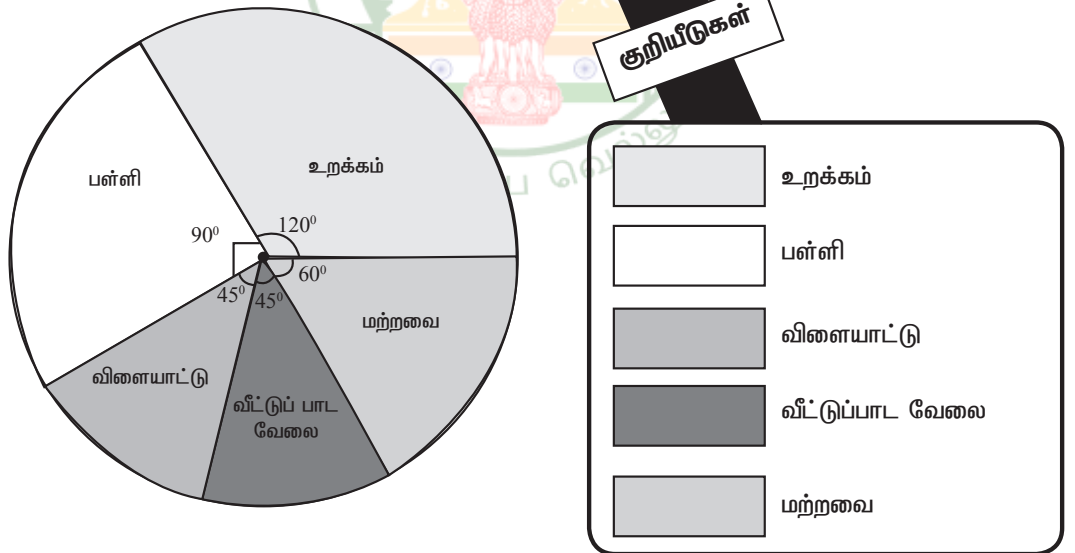 குறியீடுகள்
உறக்கம்
பள்ளி
120⁰
90⁰
60⁰
45⁰
45⁰
மற்றவை
விளையாட்டு
வீட்டுப் பாட
வேலை
உறக்கம்
பள்ளி
விளையாட்டு
வீட்டுப்பாட வேலை
மற்றவை